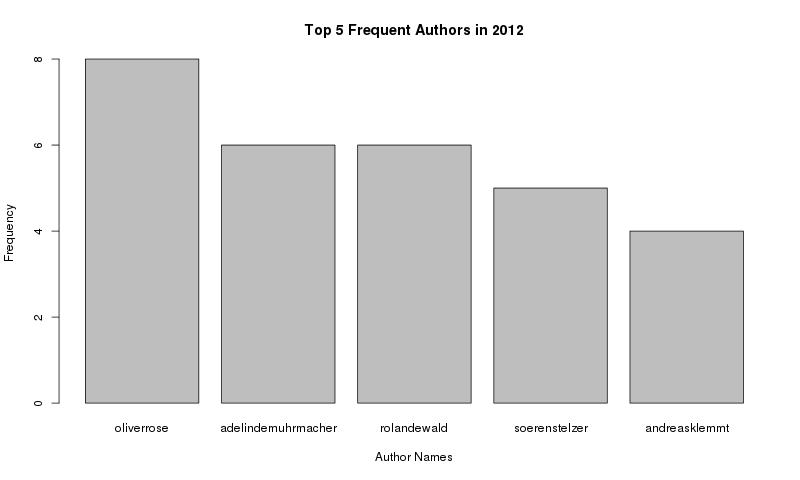 Top 5 Frequent Authors in 2012
Frequency
8
6
4
2
0
oliverrose adelindemuhrmacher rolandewald soerenstelzer andreasklemmt
Author Names